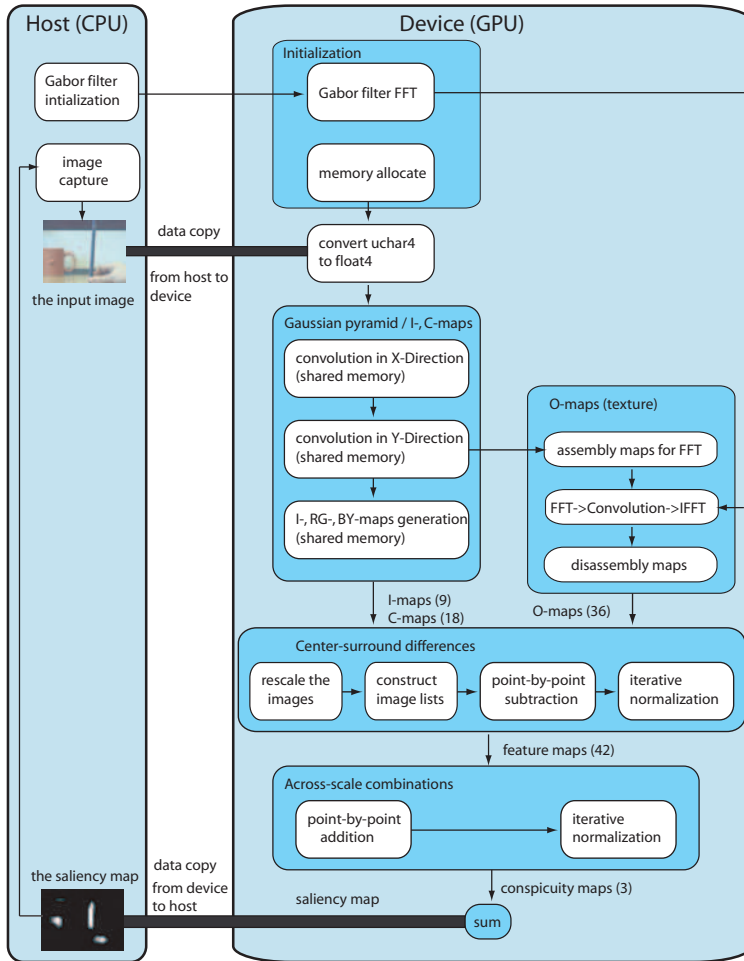 Host (CPU)
Device (GPU)
Initialization
Gabor filter
intialization
Gabor filter FFT
image
capture
memory allocate
data copy
from host to
device
convert uchar4
to float4
the input image
Gaussian pyramid / I-, C-maps
convolution in X-Direction
(shared memory)
convolution in Y-Direction
(shared memory)
I-, RG-, BY-maps generation
(shared memory)
O-maps (texture)
assembly maps for FFT
FFT->Convolution->IFFT
disassembly maps
I-maps (9)
C-maps (18)
O-maps (36)
Center-surround differences
rescale the
images
construct
image lists
point-by-point
subtraction
iterative
normalization
feature maps (42)
Across-scale combinations
point-by-point
addition
iterative
normalization
conspicuity maps (3)
the saliency map
data copy
from device
to host
saliency map
sum